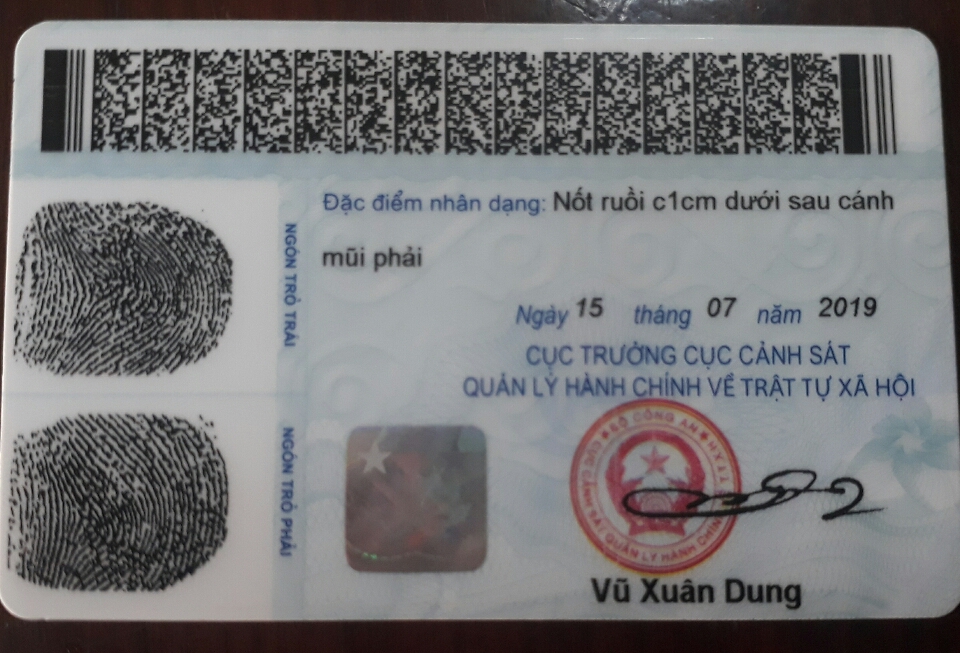 Đặc điểm nhân dạng: Nốt ruồi c1cm dưới sau cánh
mũi phải
NGÓN TRỎ TRÁI
Ngày 15 tháng 07 năm 2019
CỤC TRƯỞNG CỤC CẢNH SÁT
QUẢN LÝ HÀNH CHÍNH VỀ TRẬT TỰ XÃ HỘI
NGÓN TRỎ PHẢI
BỘ CÔNG AN
CỤC CẢNH SÁT QUẢN LÝ HÀNH CHÍNH
Vũ Xuân Dung